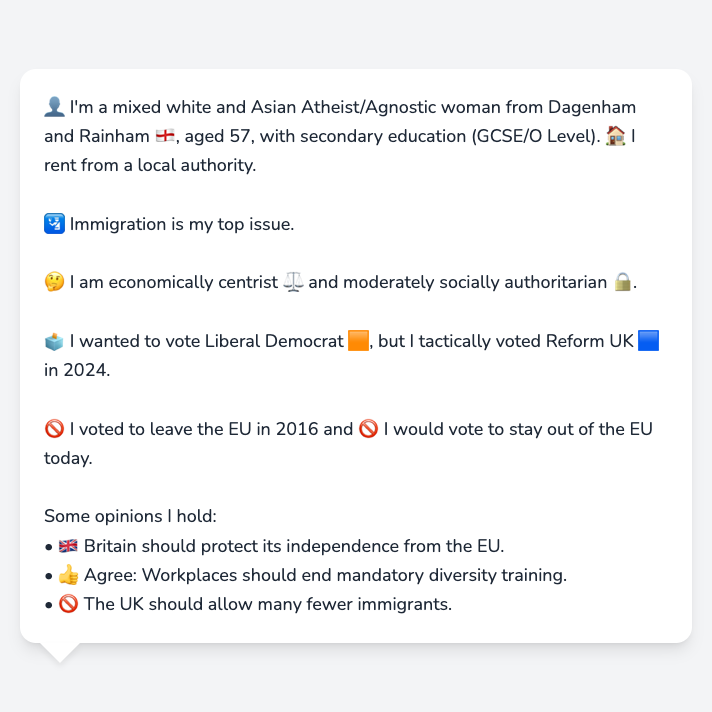 👤 I'm a mixed white and Asian Atheist/Agnostic woman from Dagenham
and Rainham 🏴󠁧󠁢󠁥󠁮󠁧󠁿, aged 57, with secondary education (GCSE/O Level). 🏠 I
rent from a local authority.
🛂 Immigration is my top issue.
🤔 I am economically centrist ⚖️ and moderately socially authoritarian 🔒.
🗳️ I wanted to vote Liberal Democrat 🟧, but I tactically voted Reform UK 🟦
in 2024.
🚫 I voted to leave the EU in 2016 and 🚫 I would vote to stay out of the EU
today.
Some opinions I hold:
• 🇬🇧 Britain should protect its independence from the EU.
• 👍 Agree: Workplaces should end mandatory diversity training.
• 🚫 The UK should allow many fewer immigrants.